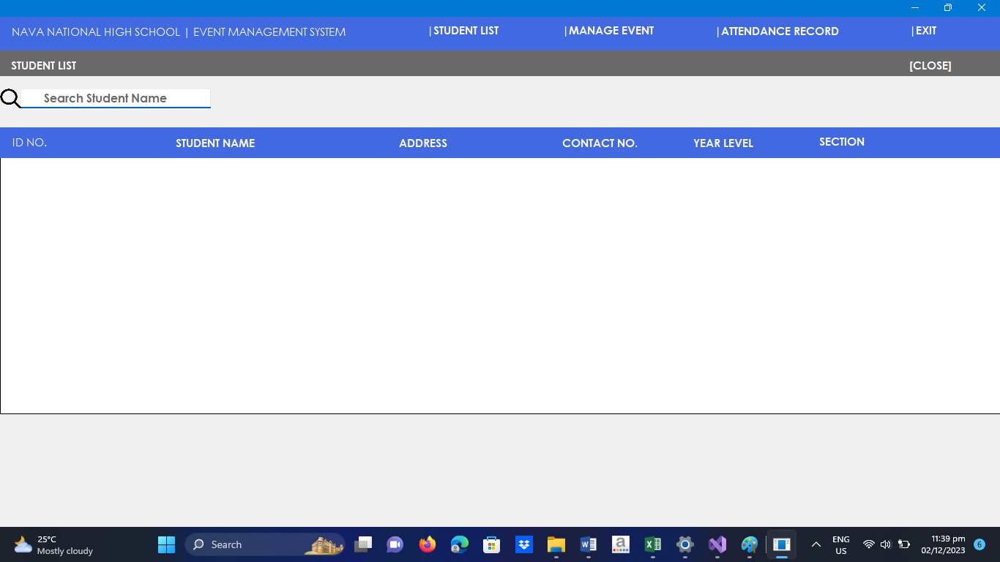 NAVA NATIONAL HIGH SCHOOL | EVENT MANAGEMENT SYSTEM |STUDENT LIST |MANAGE EVENT |ATTENDANCE RECORD |EXIT
STUDENT LIST [CLOSE]
Search Student Name
ID NO. STUDENT NAME ADDRESS CONTACT NO. YEAR LEVEL SECTION
25°C
Mostly cloudy
Search
a
ENG
US
11:39 pm
02/12/2023
6